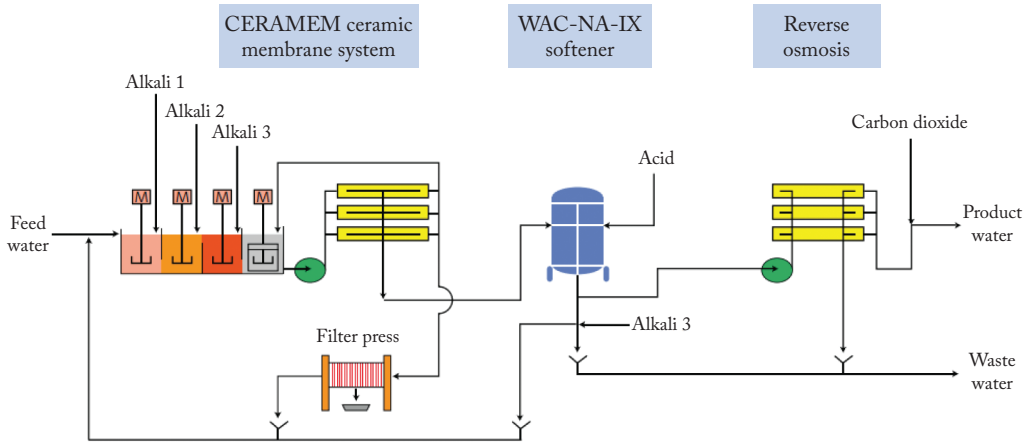 CERAMEM ceramic
membrane system
WAC-NA-IX
softener
Reverse
osmosis
Alkali 1
Alkali 2
Alkali 3
Carbon dioxide
Acid
M
M
M
M
Feed
water
Product
water
Alkali 3
Filter press
Waste
water